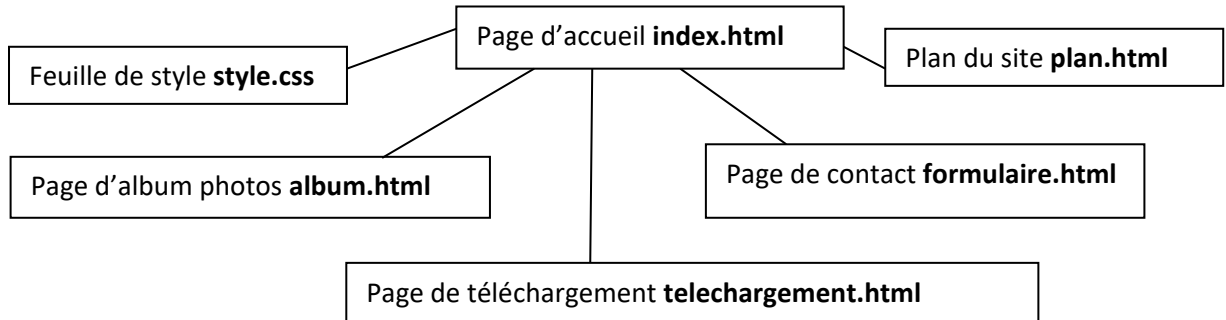 Page d’accueil index.html
Plan du site plan.html
Feuille de style style.css
Page d’album photos album.html
Page de contact formulaire.html
Page de téléchargement telechargement.html